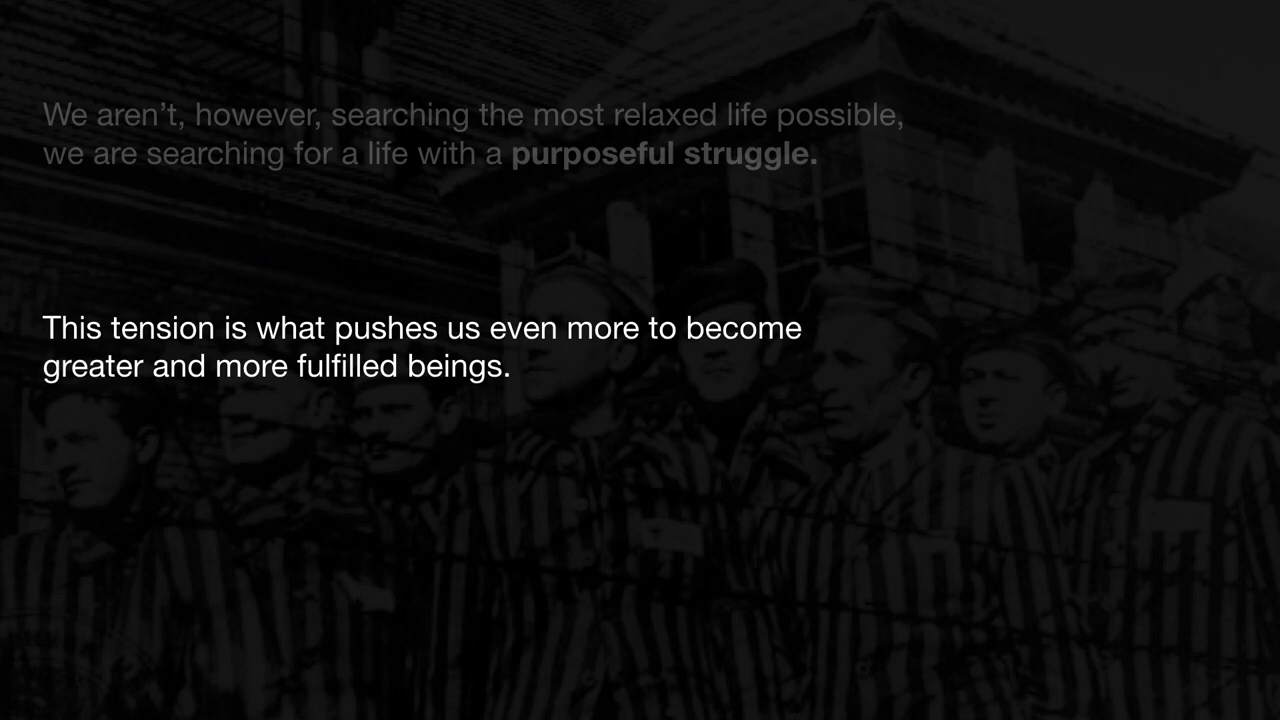 We aren’t, however, searching the most relaxed life possible,
we are searching for a life with a purposeful struggle.
This tension is what pushes us even more to become
greater and more fulfilled beings.